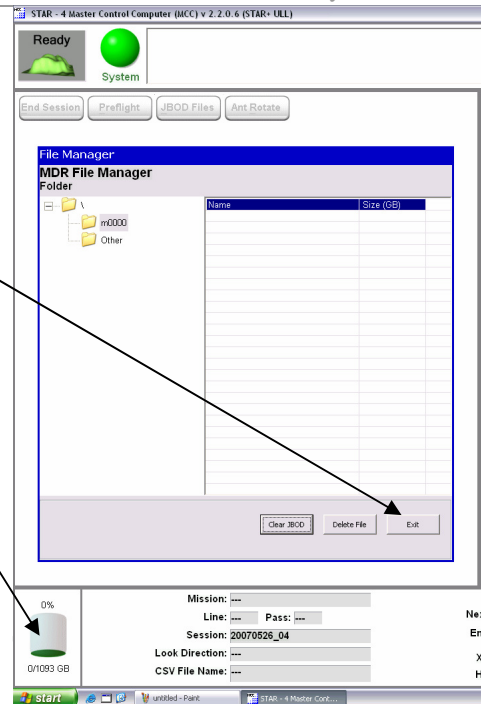 STAR - 4 Master Control Computer (MCC) v 2.2.0.6 (STAR+ ULL)
Ready
System
End Session Preflight JBOD Files Ant Rotate
File Manager
MDR File Manager
Folder
\
m0000
Other
Name Size (GB)
Clear JBOD Delete File Exit
0%
0/1093 GB
Mission: ---
Line: --- Pass: ---
Session: 20070526_04
Look Direction: ---
CSV File Name: ---
Ne
En
X
H
start untitled - Paint STAR - 4 Master Cont...